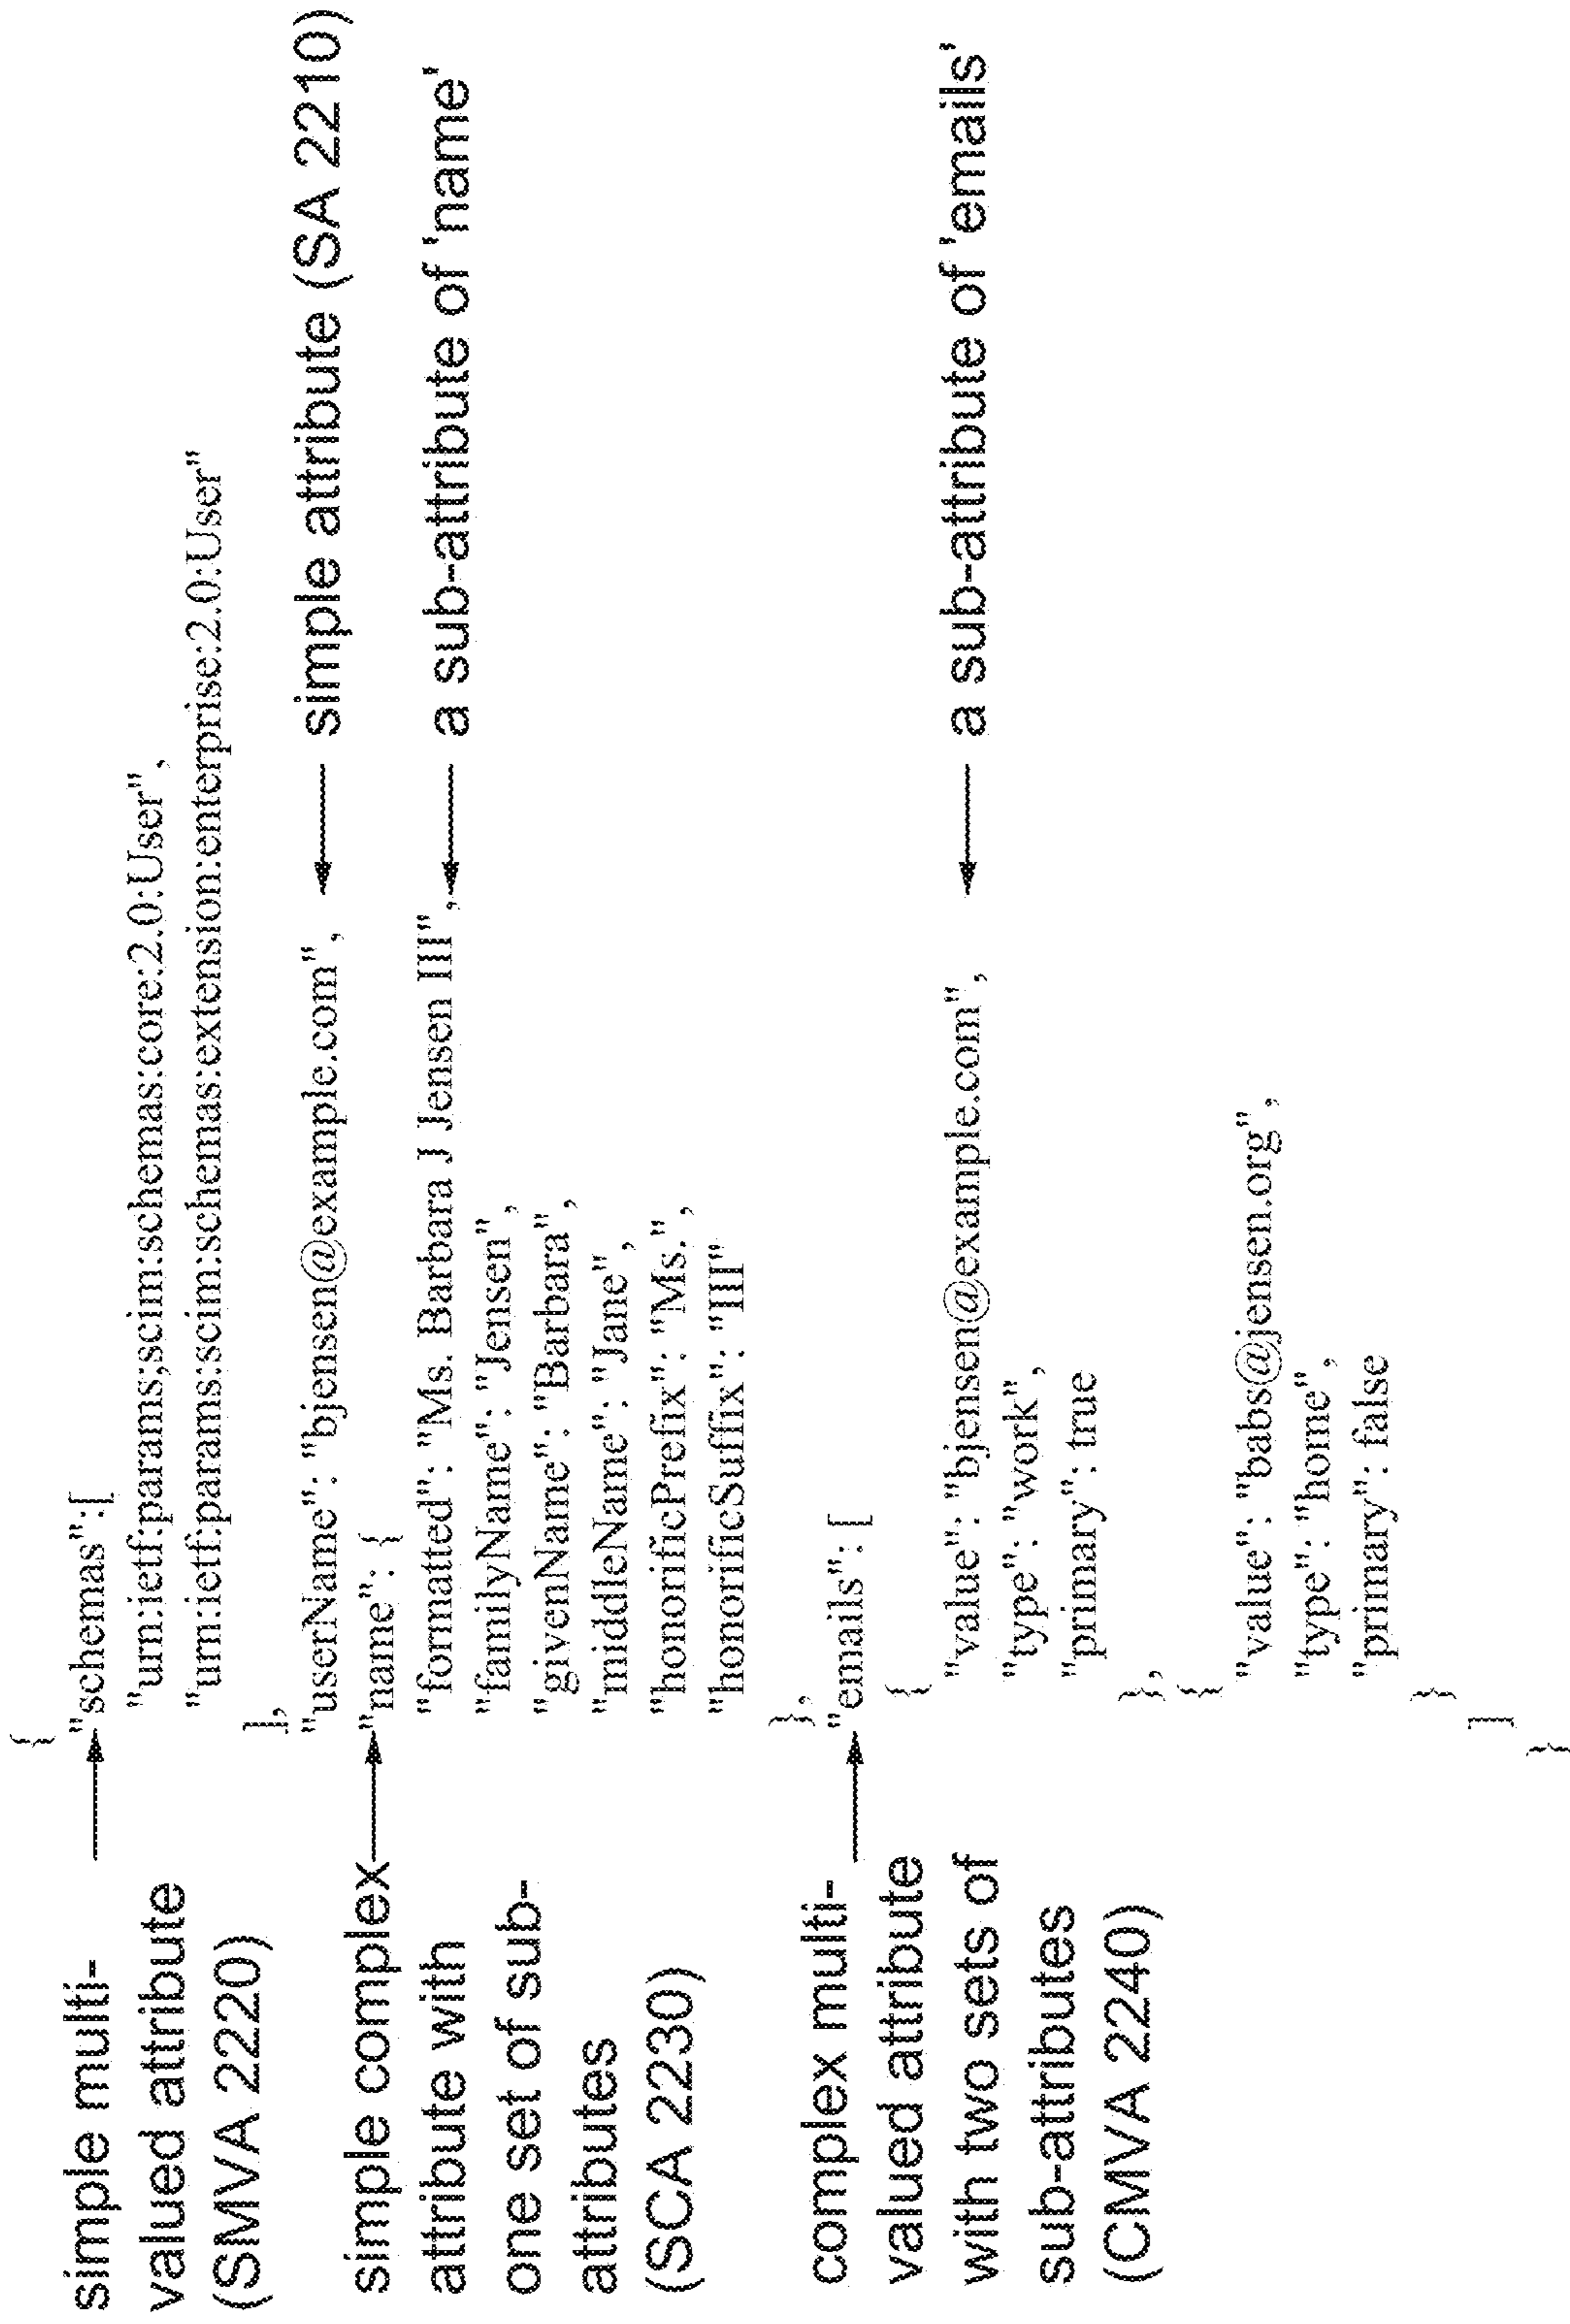 {
simple multi-
"schemas":[
valued attribute
"urn:ietf:params;scim:schemas:core:2.0:User",
(SMVA 2220)
"urn:ietf:params:scim:schemas:extension:enterprise:2.0:User"
],
"userName": "bjensen@example.com",
simple attribute (SA 2210)
simple complex
"name": {
attribute with
"formatted": "Ms. Barbara J Jensen III",
a sub-attribute of 'name'
one set of sub-
"familyName": "Jensen",
"givenName": "Barbara",
attributes
"middleName": "Jane",
(SCA 2230)
"honorificPrefix": "Ms.",
"honorificSuffix": "III"
},
complex multi-
"emails": [
valued attribute
{
with two sets of
"value": "bjensen@example.com",
a sub-attribute of 'emails'
sub-attributes
"type": "work",
(CMVA 2240)
"primary": true
},
{
"value": "babs@jensen.org",
"type": "home",
"primary": false
}
]
}